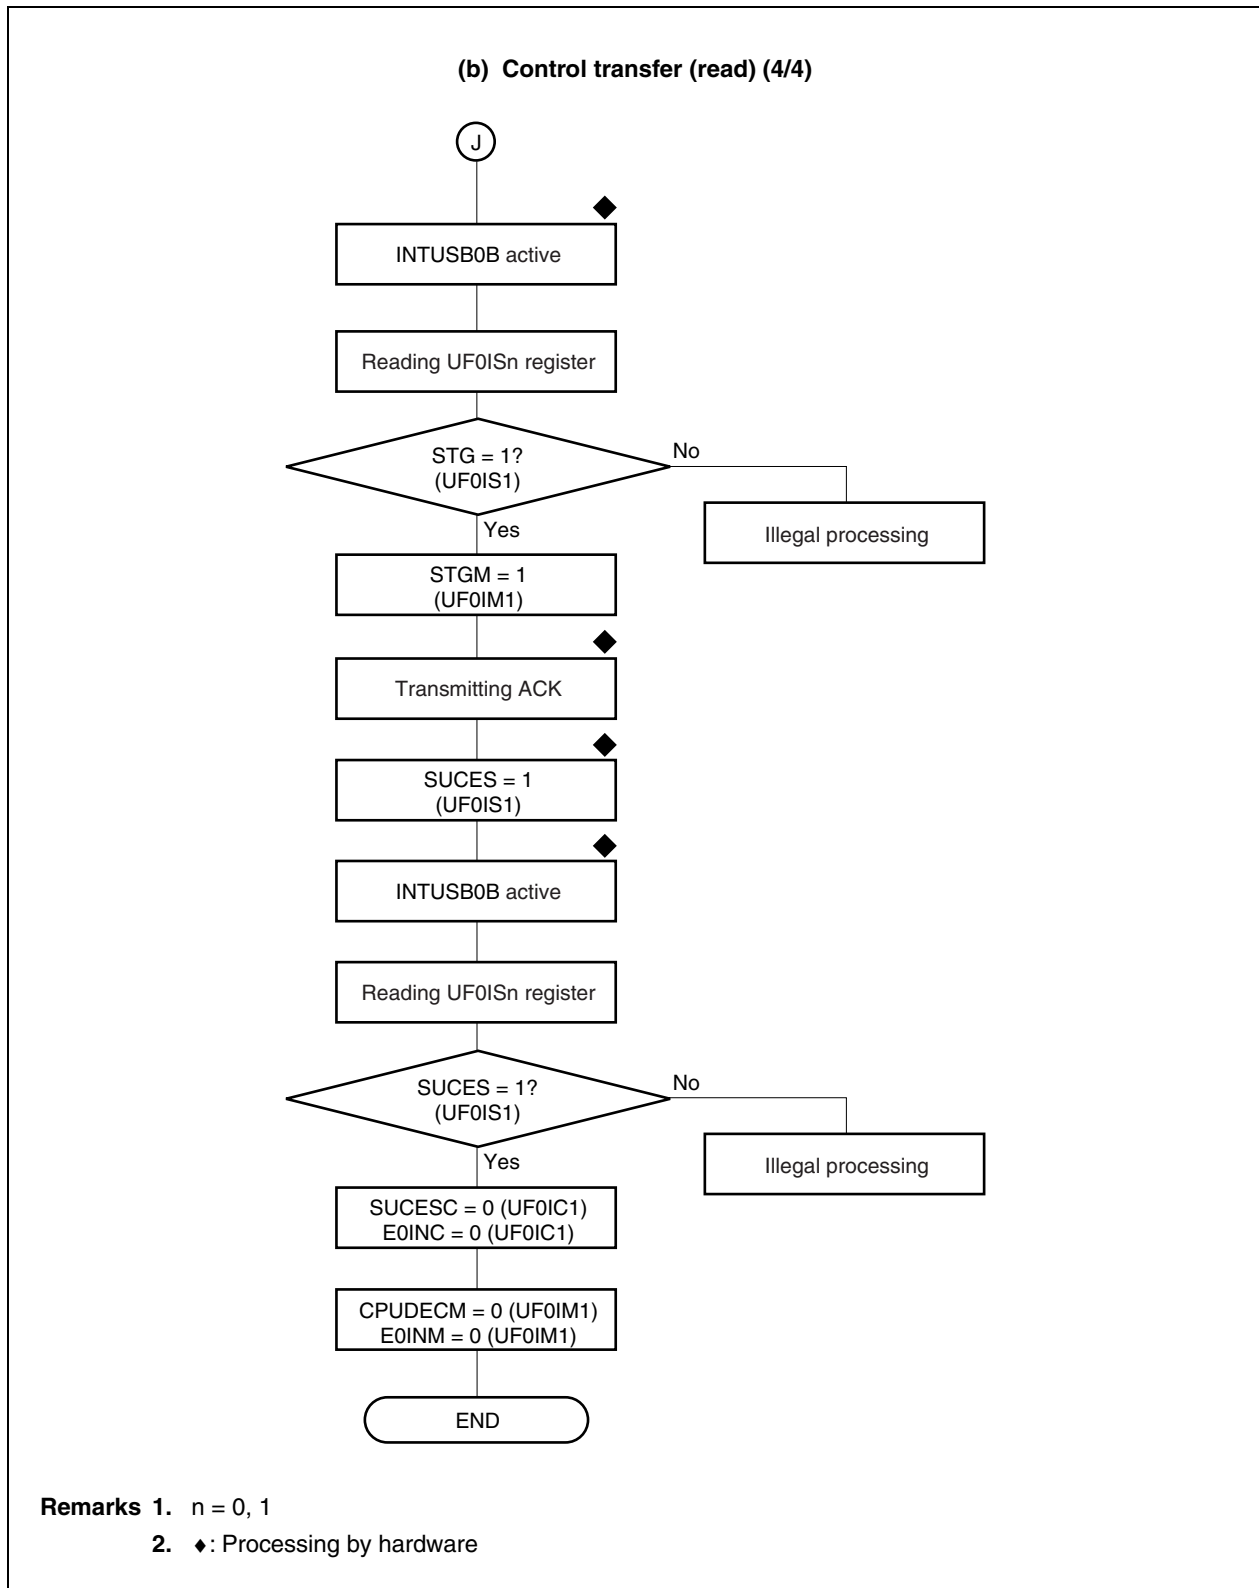 (b) Control transfer (read) (4/4)
J
INTUSB0B active
Reading UF0ISn register
STG = 1?
(UF0IS1)
No
Illegal processing
Yes
STGM = 1
(UF0IM1)
Transmitting ACK
SUCES = 1
(UF0IS1)
INTUSB0B active
Reading UF0ISn register
SUCES = 1?
(UF0IS1)
No
Illegal processing
Yes
SUCESC = 0 (UF0IC1)
E0INC = 0 (UF0IC1)
CPUDECM = 0 (UF0IM1)
E0INM = 0 (UF0IM1)
END
Remarks 1. n = 0, 1
2. ♦: Processing by hardware